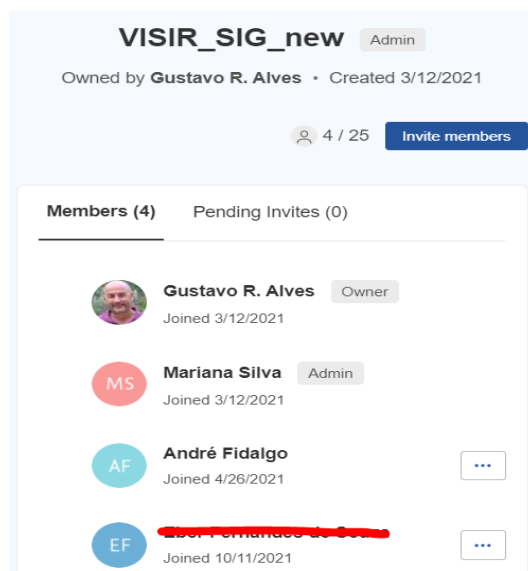 VISIR_SIG_new Admin
Owned by Gustavo R. Alves • Created 3/12/2021
4 / 25 Invite members
Members (4) Pending Invites (0)
Gustavo R. Alves Owner
Joined 3/12/2021
MS Mariana Silva Admin
Joined 3/12/2021
André Fidalgo
AF
Joined 4/26/2021
EF
Joined 10/11/2021